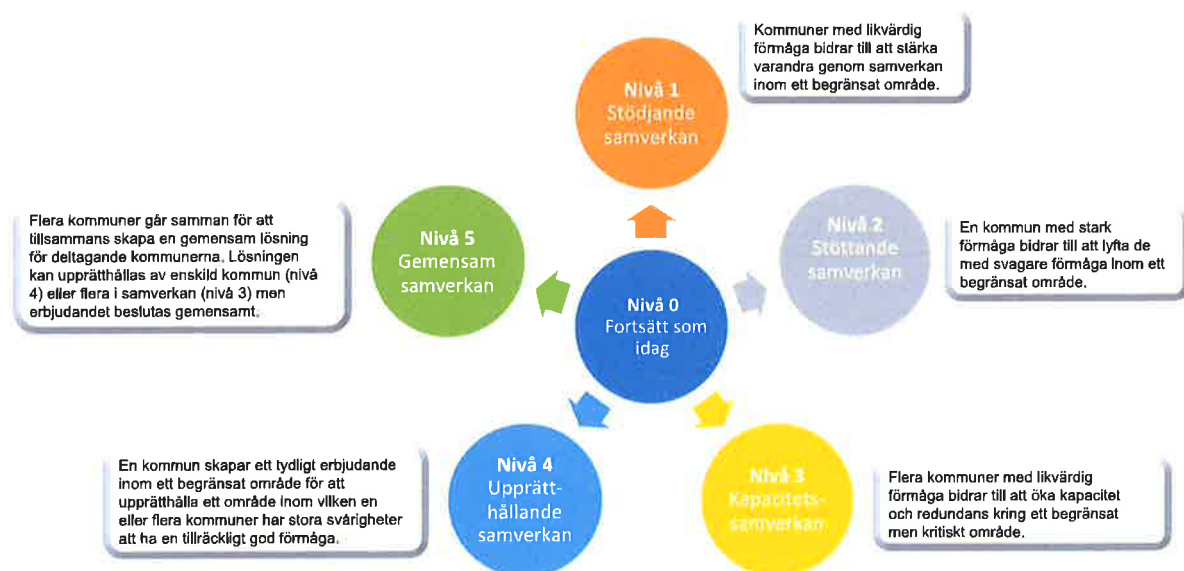 Kommuner med likvärdig
förmåga bidrar till att stärka
varandra genom samverkan
inom ett begränsat område.
Nivå 1
Stödjande
samverkan
Nivå 2
Stöttande
samverkan
En kommun med stark
förmåga bidrar till att lyfta de
med svagare förmåga inom ett
begränsat område.
Nivå 5
Gemensam
samverkan
Flera kommuner går samman för att
tillsammans skapa en gemensam lösning
för deltagande kommunerna. Lösningen
kan upprätthållas av enskild kommun (nivå
4) eller flera i samverkan (nivå 3) men
erbjudandet beslutas gemensamt.
Nivå 0
Fortsätt som
idag
Nivå 4
Upprätt-
hållande
samverkan
En kommun skapar ett tydligt erbjudande
inom ett begränsat område för att
upprätthålla ett område inom vilken en
eller flera kommuner har stora svårigheter
att ha en tillräckligt god förmåga.
Nivå 3
Kapacitets-
samverkan
Flera kommuner med likvärdig
förmåga bidrar till att öka kapacitet
och redundans kring ett begränsat
men kritiskt område.